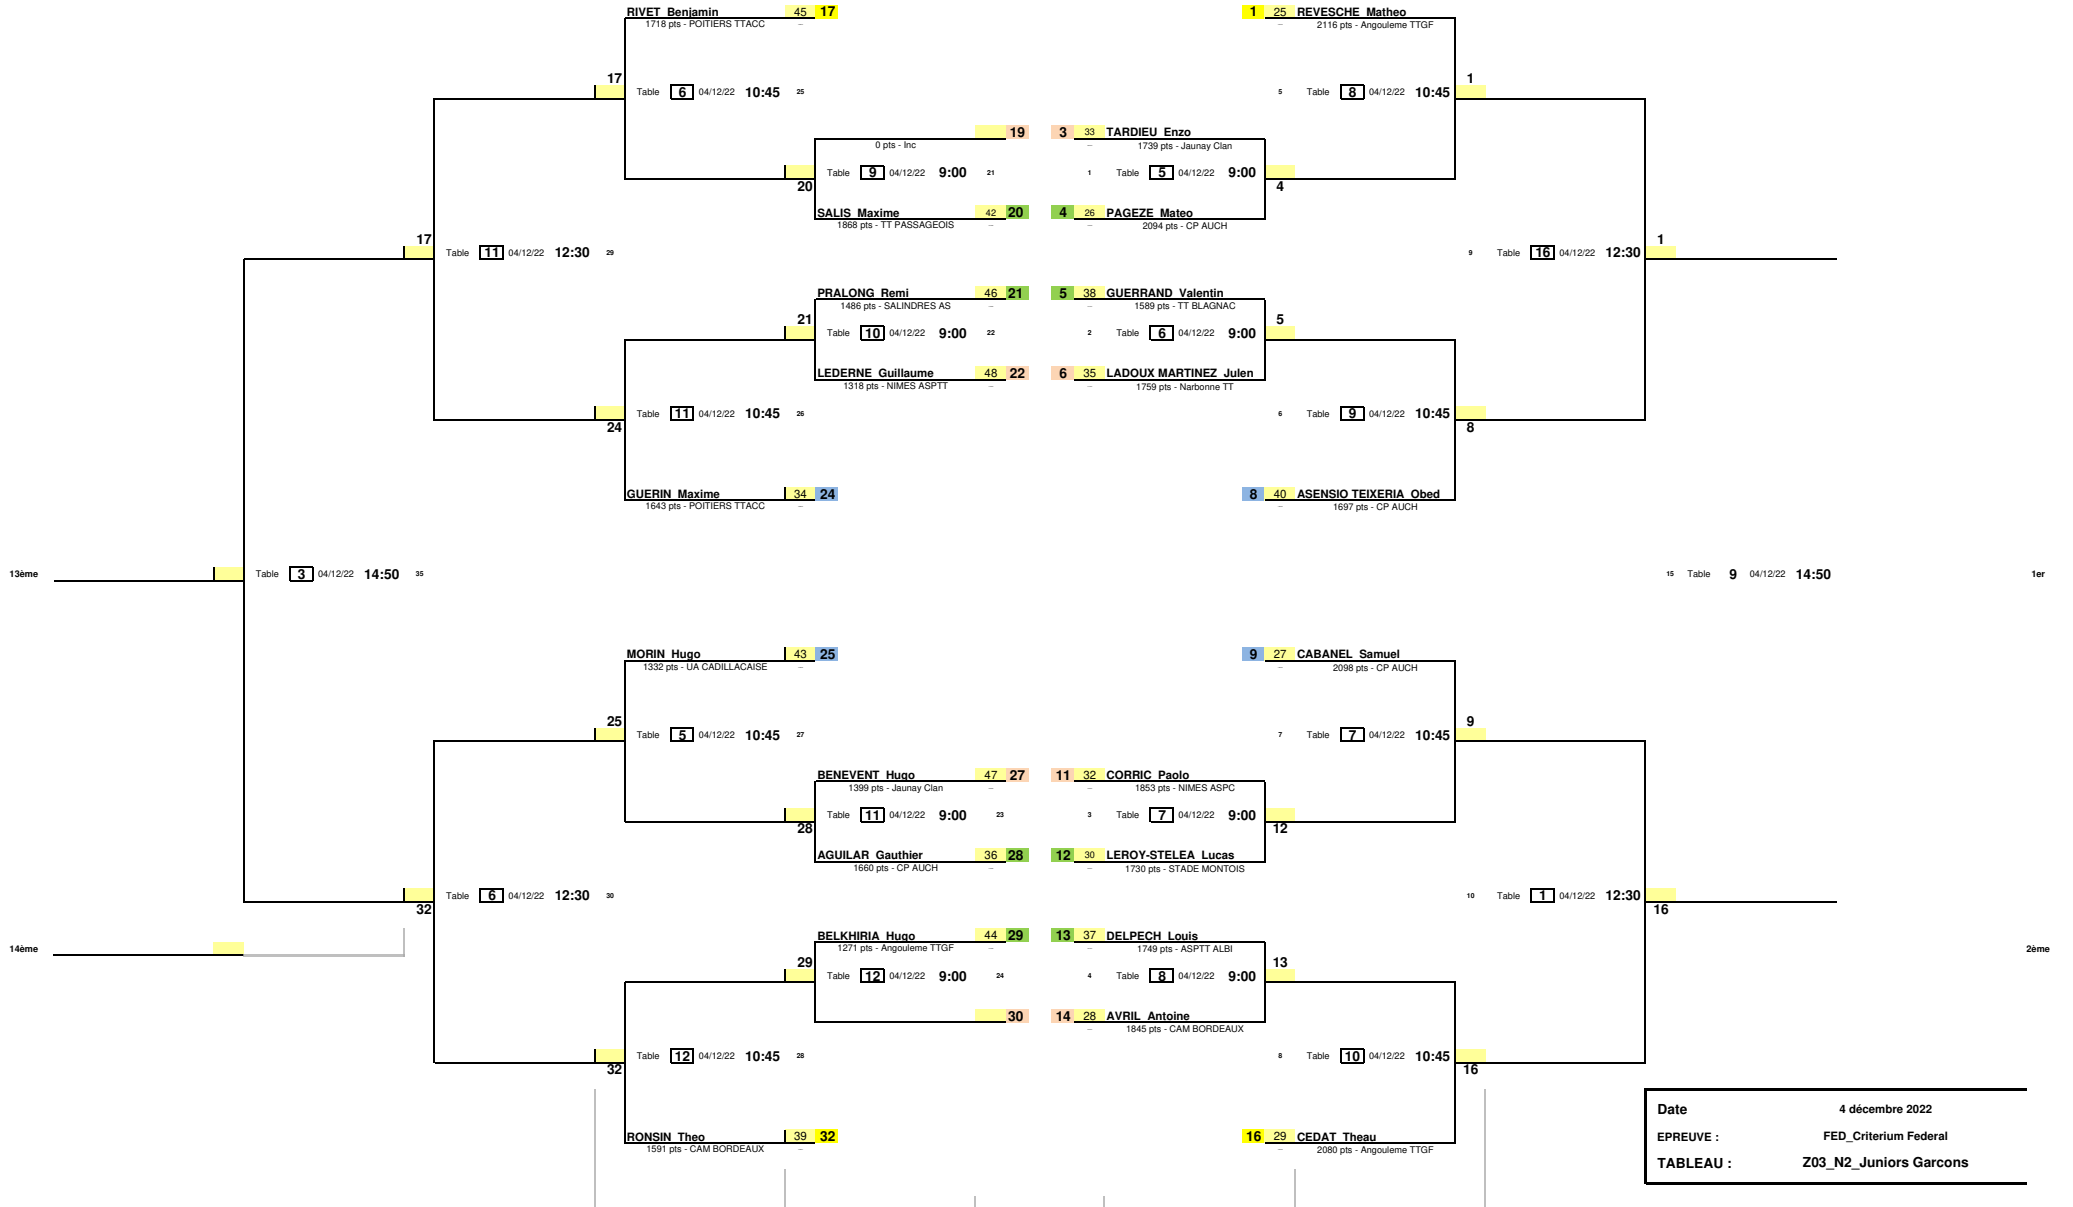 RIVET Benjamin 45 17 1 25 REVESCHE Matheo
1718 pts - POITIERS TTACC – – 2116 pts - Angouleme TTGF
17 1
Table 6 04/12/22 10:45 25 5 Table 8 04/12/22 10:45
19 3 33 TARDIEU Enzo
0 pts - Inc – 1739 pts - Jaunay Clan
Table 9 04/12/22 9:00 21 1 Table 5 04/12/22 9:00
20 4
SALIS Maxime 42 20 4 26 PAGEZE Mateo
1868 pts - TT PASSAGEOIS – – 2094 pts - CP AUCH
17 1
Table 11 04/12/22 12:30 29 9 Table 16 04/12/22 12:30
PRALONG Remi 46 21 5 38 GUERRAND Valentin
1486 pts - SALINDRES AS – – 1589 pts - TT BLAGNAC
21 5
Table 10 04/12/22 9:00 22 2 Table 6 04/12/22 9:00
LEDERNE Guillaume 48 22 6 35 LADOUX MARTINEZ Julen
1318 pts - NIMES ASPTT – – 1759 pts - Narbonne TT
Table 11 04/12/22 10:45 26 6 Table 9 04/12/22 10:45
24 8
GUERIN Maxime 34 24 8 40 ASENSIO TEIXERIA Obed
1643 pts - POITIERS TTACC – – 1697 pts - CP AUCH
13ème Table 3 04/12/22 14:50 35 15 Table 9 04/12/22 14:50 1er
MORIN Hugo 43 25 9 27 CABANEL Samuel
1332 pts - UA CADILLACAISE – – 2098 pts - CP AUCH
25 9
Table 5 04/12/22 10:45 27 7 Table 7 04/12/22 10:45
BENEVENT Hugo 47 27 11 32 CORRIC Paolo
1399 pts - Jaunay Clan – – 1853 pts - NIMES ASPC
Table 11 04/12/22 9:00 23 3 Table 7 04/12/22 9:00
28 12
AGUILAR Gauthier 36 28 12 30 LEROY-STELEA Lucas
1660 pts - CP AUCH – – 1730 pts - STADE MONTOIS
Table 6 04/12/22 12:30 30 10 Table 1 04/12/22 12:30
32 16
BELKHIRIA Hugo 44 29 13 37 DELPECH Louis
14ème 1271 pts - Angouleme TTGF – – 1749 pts - ASPTT ALBI 2ème
29 13
Table 12 04/12/22 9:00 24 4 Table 8 04/12/22 9:00
30 14 28 AVRIL Antoine
– 1845 pts - CAM BORDEAUX
Table 12 04/12/22 10:45 28 8 Table 10 04/12/22 10:45
32 16
RONSIN Theo 39 32 16 29 CEDAT Theau
1591 pts - CAM BORDEAUX – – 2080 pts - Angouleme TTGF
Date 4 décembre 2022
EPREUVE : FED_Criterium Federal
TABLEAU : Z03_N2_Juniors Garcons